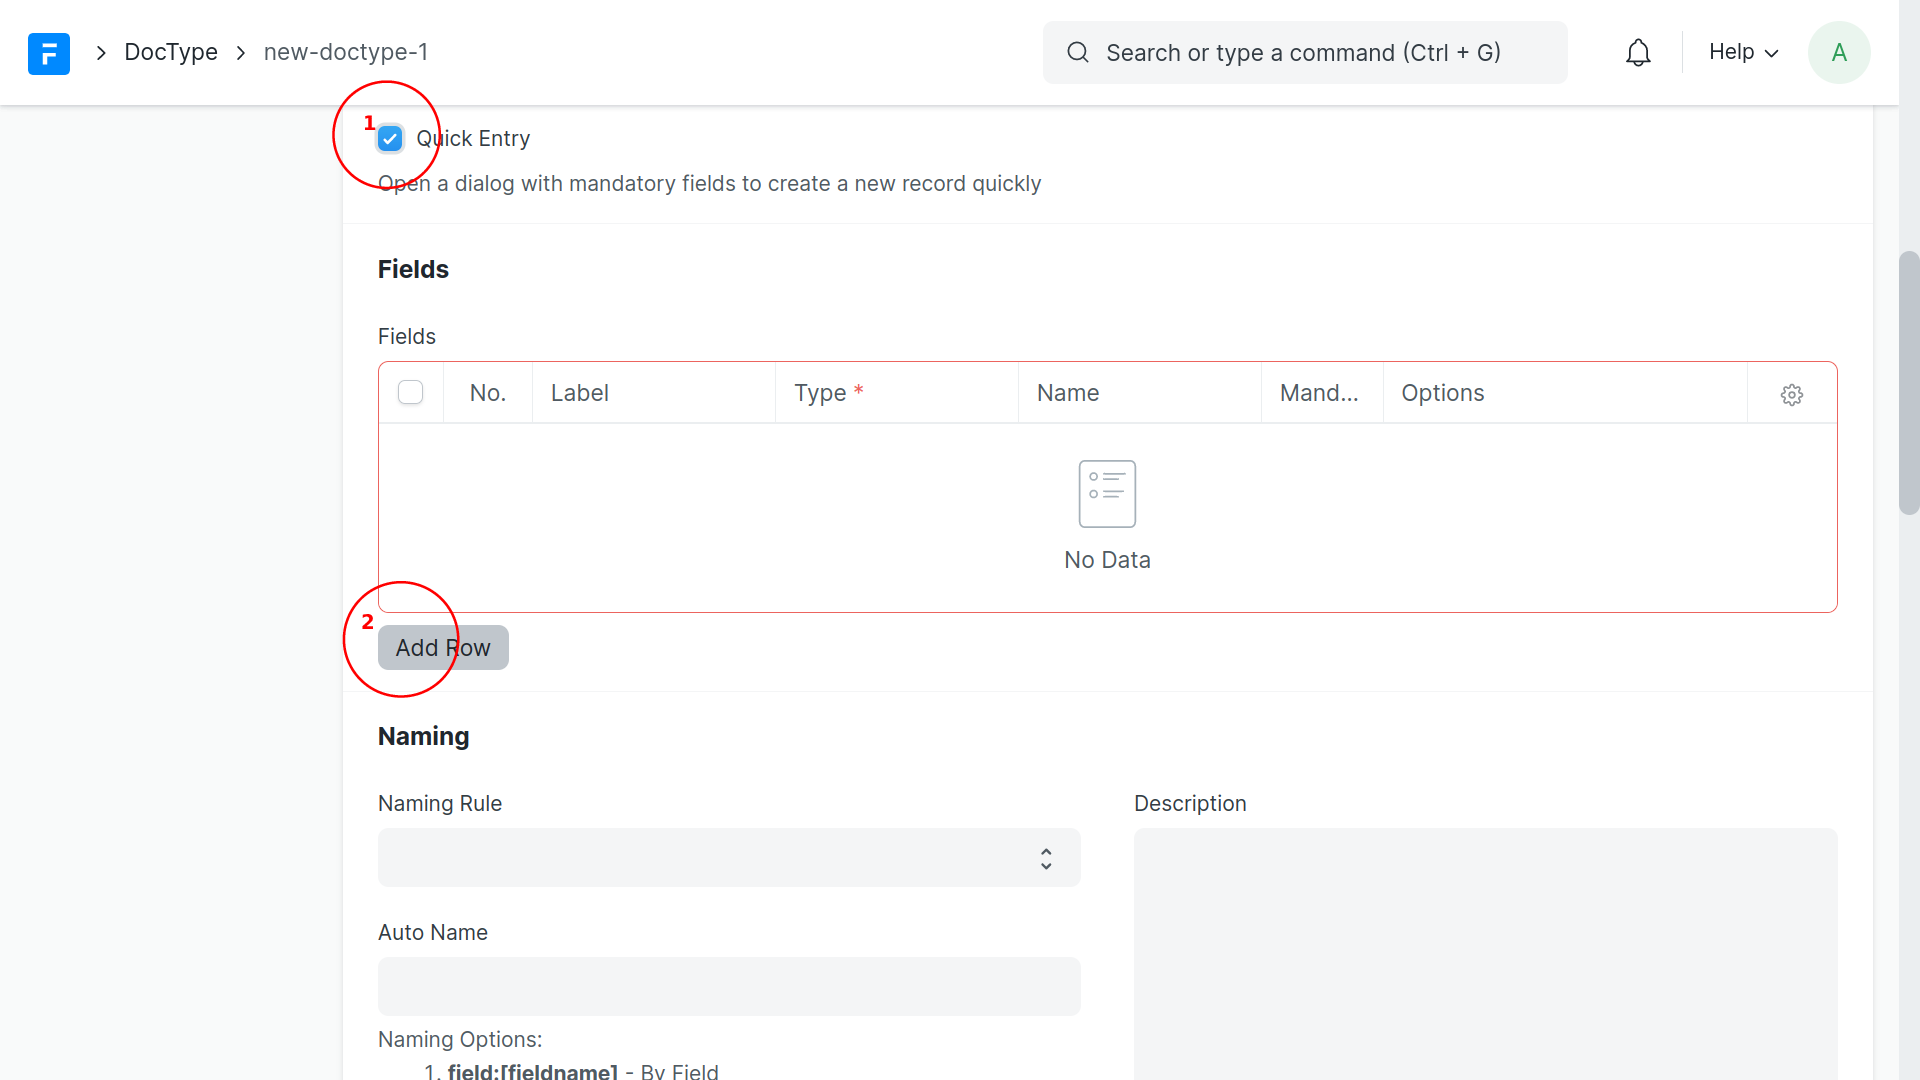 F
DocType
new-doctype-1
Search or type a command (Ctrl + G)
Help
A
1
Quick Entry
Open a dialog with mandatory fields to create a new record quickly
Fields
Fields
No. Label Type * Name Mand... Options
No Data
2
Add Row
Naming
Naming Rule
Description
Auto Name
Naming Options:
1. field:[fieldname] - By Field